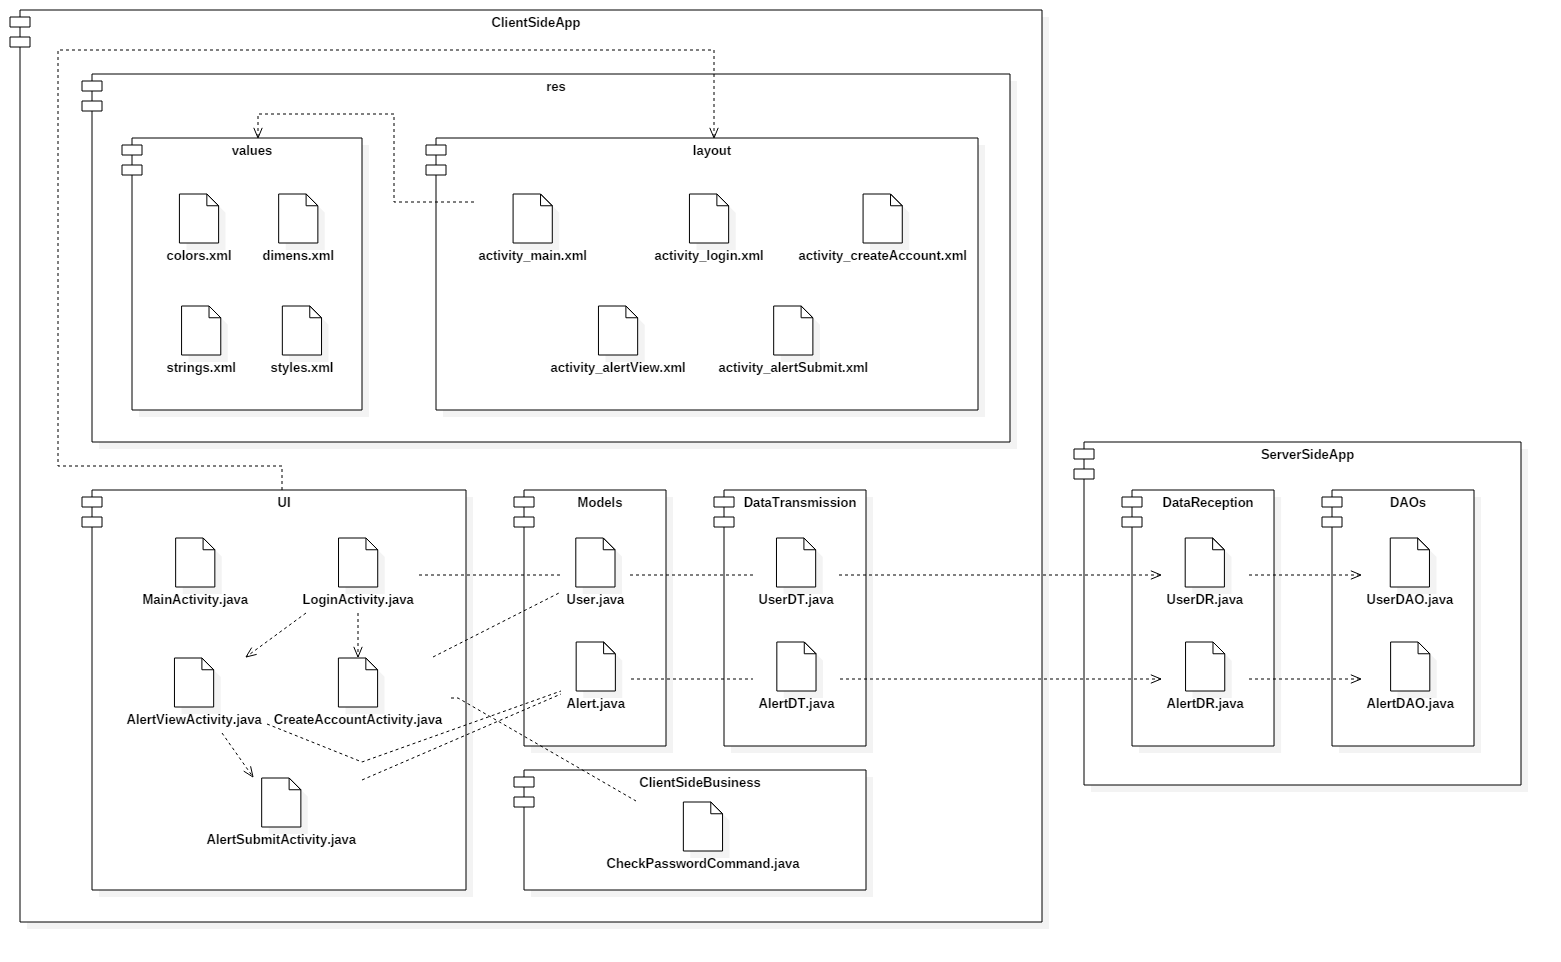 ClientSideApp
res
values
layout
colors.xml
dimens.xml
activity_main.xml
activity_login.xml
activity_createAccount.xml
strings.xml
styles.xml
activity_alertView.xml
activity_alertSubmit.xml
ServerSideApp
UI
Models
DataTransmission
DataReception
DAOs
MainActivity.java
LoginActivity.java
User.java
UserDT.java
UserDR.java
UserDAO.java
AlertViewActivity.java
CreateAccountActivity.java
Alert.java
AlertDT.java
AlertDR.java
AlertDAO.java
ClientSideBusiness
AlertSubmitActivity.java
CheckPasswordCommand.java